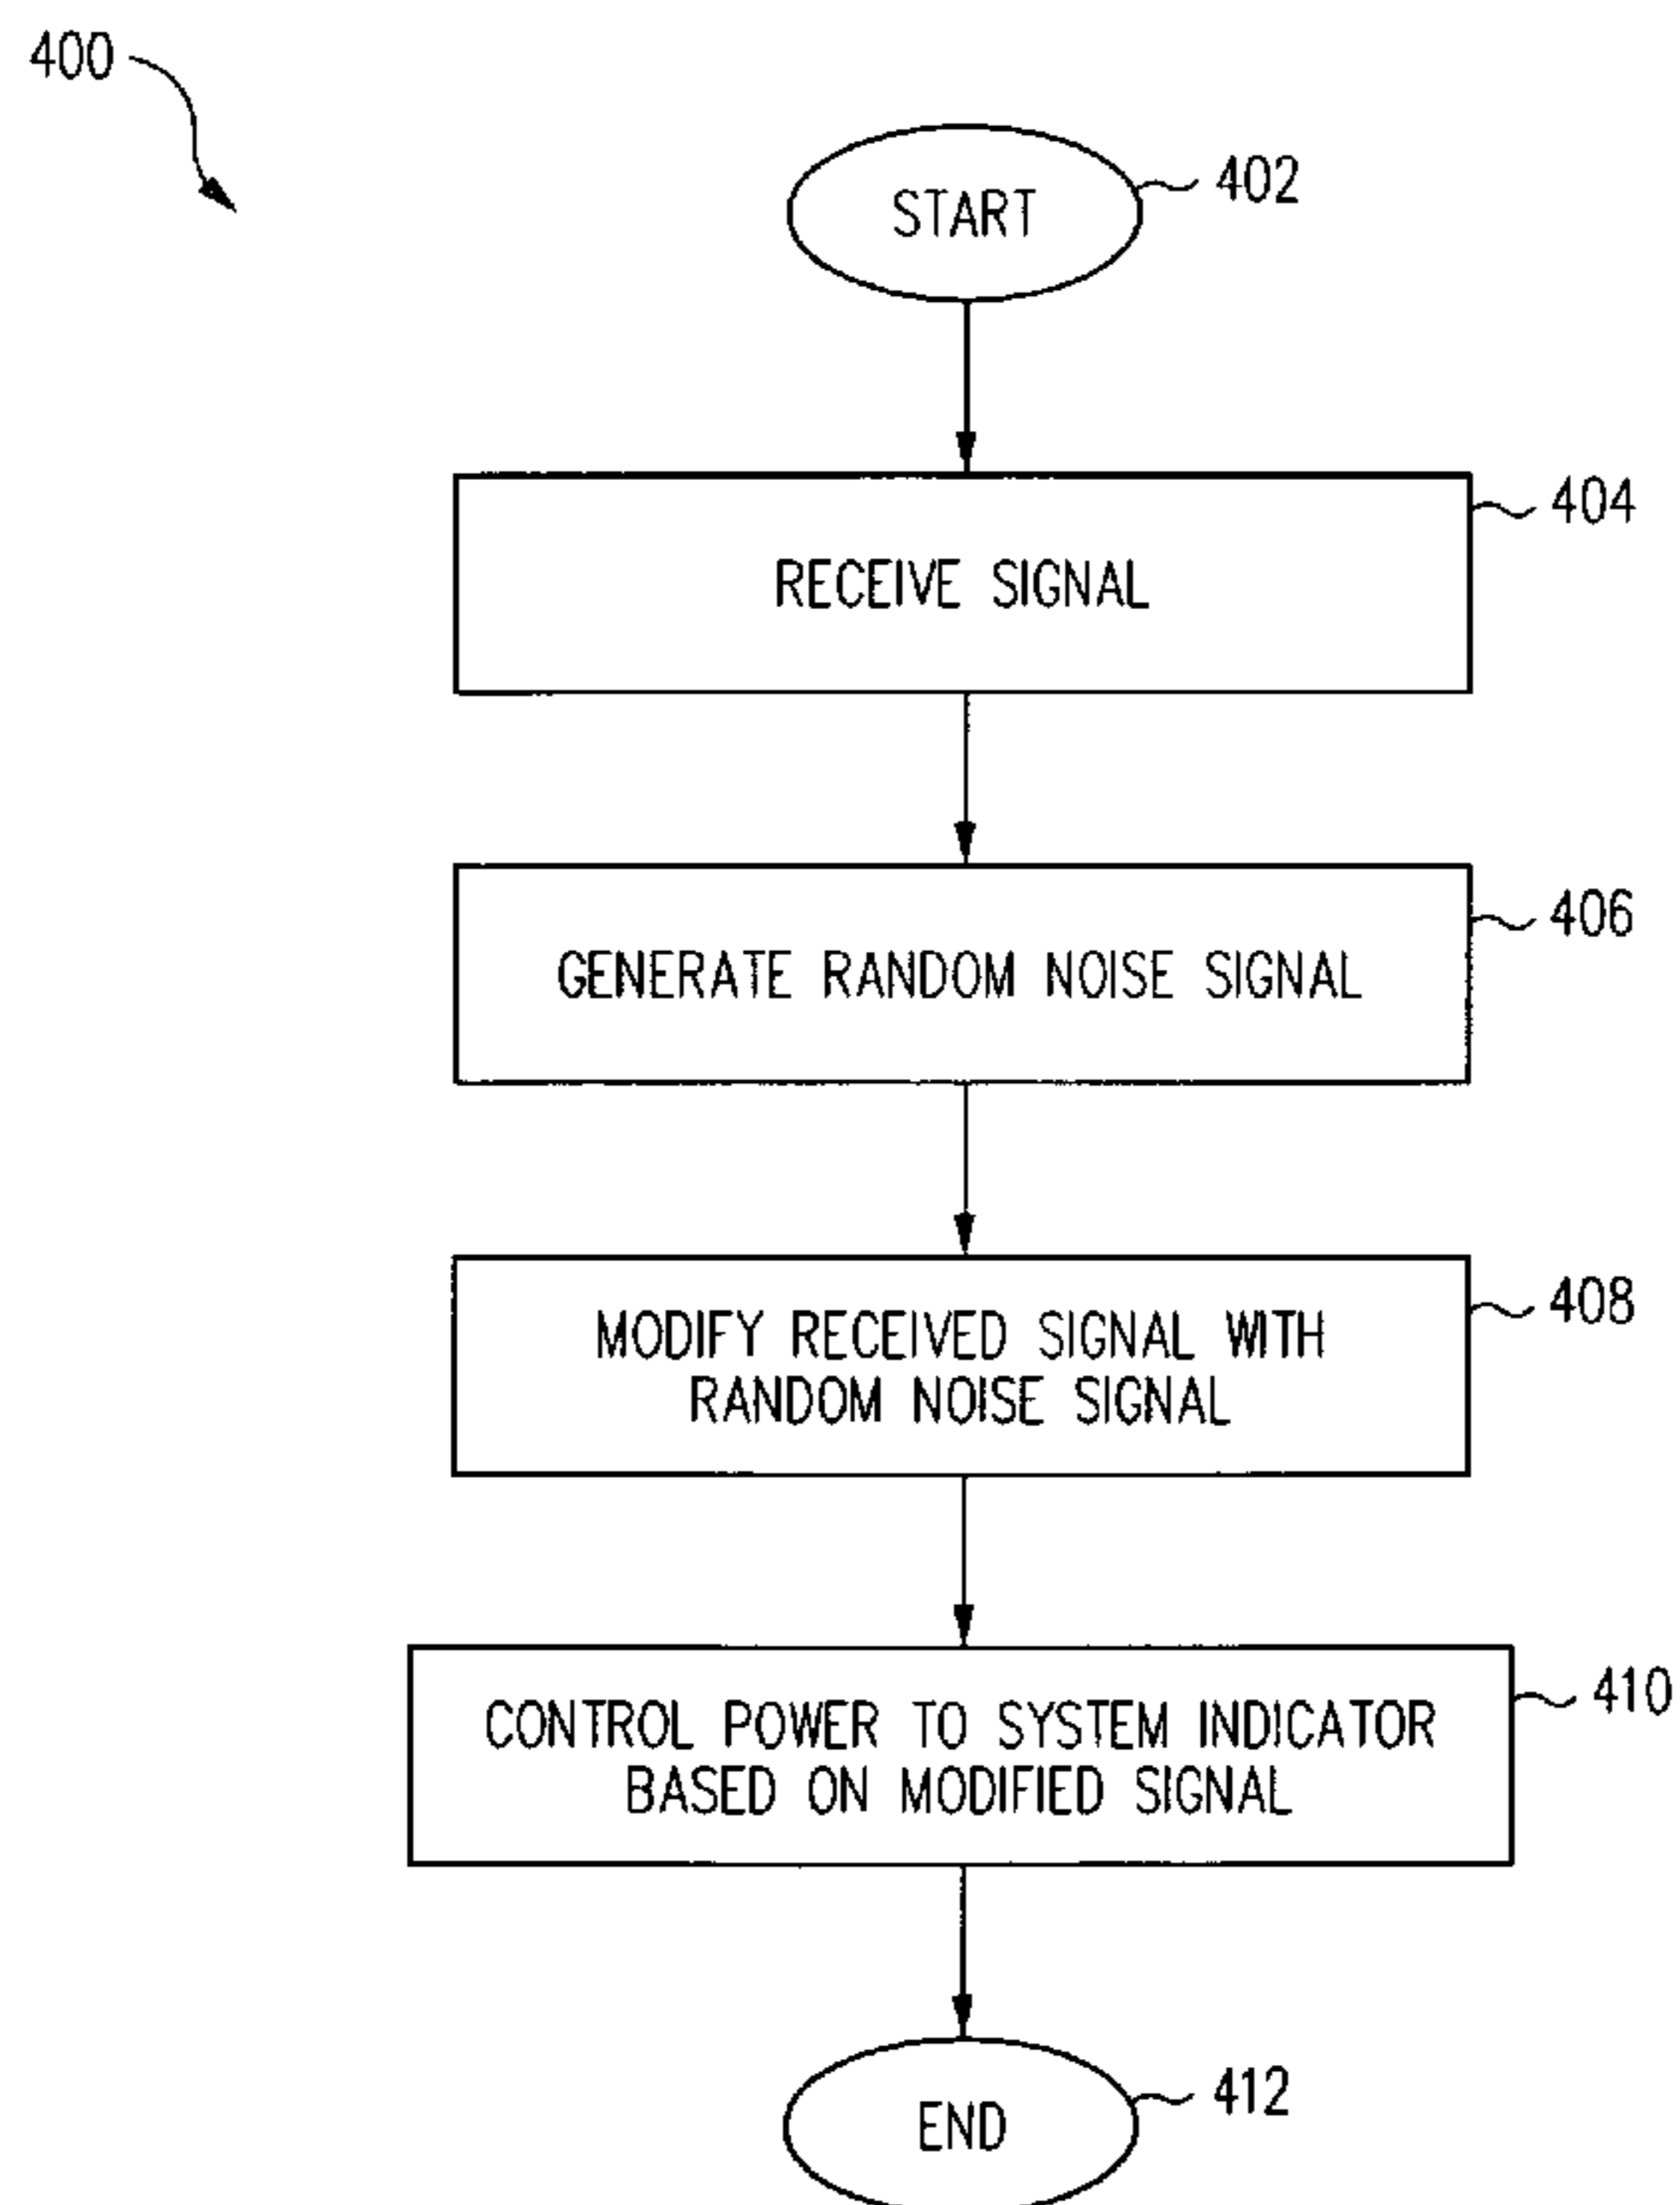 400
START
402
404
RECEIVE SIGNAL
406
GENERATE RANDOM NOISE SIGNAL
408
MODIFY RECEIVED SIGNAL WITH
RANDOM NOISE SIGNAL
410
CONTROL POWER TO SYSTEM INDICATOR
BASED ON MODIFIED SIGNAL
412
END